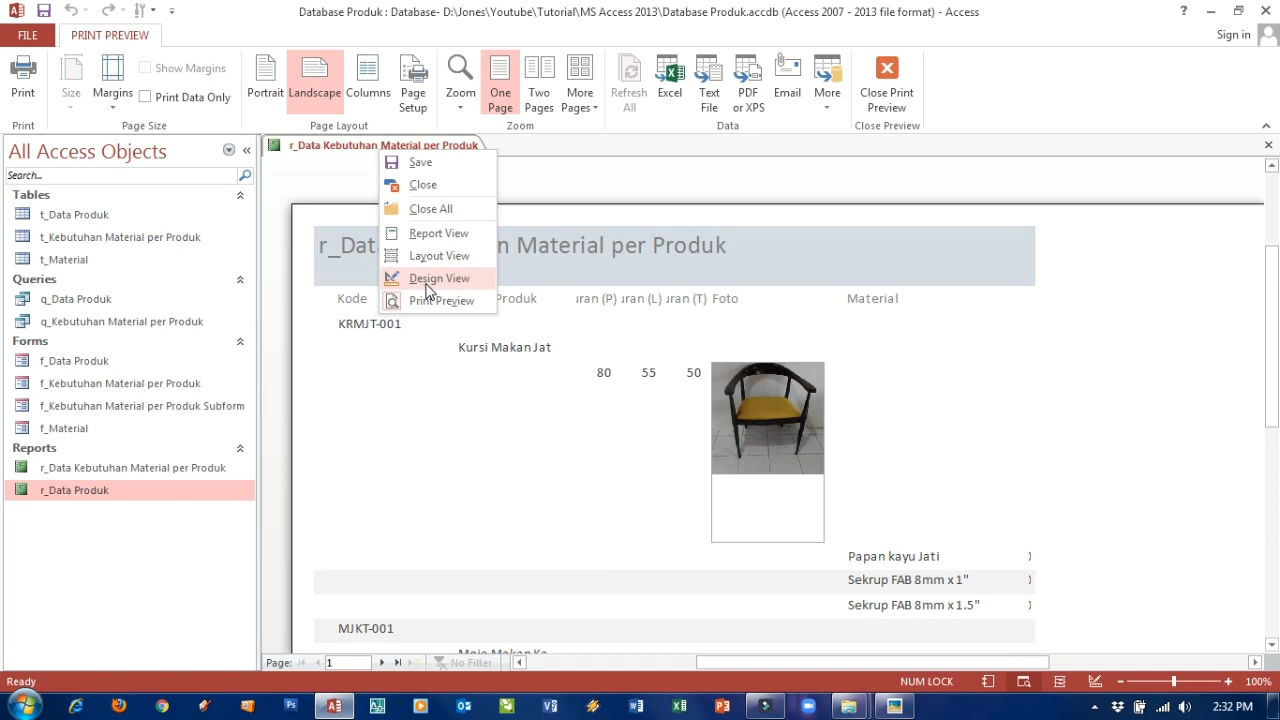 Database Produk : Database- D:\Jones\Youtube\Tutorial\MS Access 2013\Database Produk.accdb (Access 2007 - 2013 file format) - Access
FILE
PRINT PREVIEW
Sign in
Print
Size
Margins
Show Margins
Print Data Only
Portrait
Landscape
Columns
Page Setup
Zoom
One Page
Two Pages
More Pages
Refresh All
Excel
Text File
PDF or XPS
Email
More
Close Print Preview
Print
Page Size
Page Layout
Zoom
Data
Close Preview
All Access Objects
Search...
Tables
t_Data Produk
t_Kebutuhan Material per Produk
t_Material
Queries
q_Data Produk
q_Kebutuhan Material per Produk
Forms
f_Data Produk
f_Kebutuhan Material per Produk
f_Kebutuhan Material per Produk Subform
f_Material
Reports
r_Data Kebutuhan Material per Produk
r_Data Produk
r_Data Kebutuhan Material per Produk
Save
Close
Close All
Report View
Layout View
Design View
Print Preview
r_Dat n Material per Produk
Kode Produk uran (P) uran (L) uran (T) Foto Material
KRMJT-001
Kursi Makan Jat
80 55 50
Papan kayu Jati
Sekrup FAB 8mm x 1"
Sekrup FAB 8mm x 1.5"
MJKT-001
Page: 1 No Filter
Ready
NUM LOCK
100%
2:32 PM